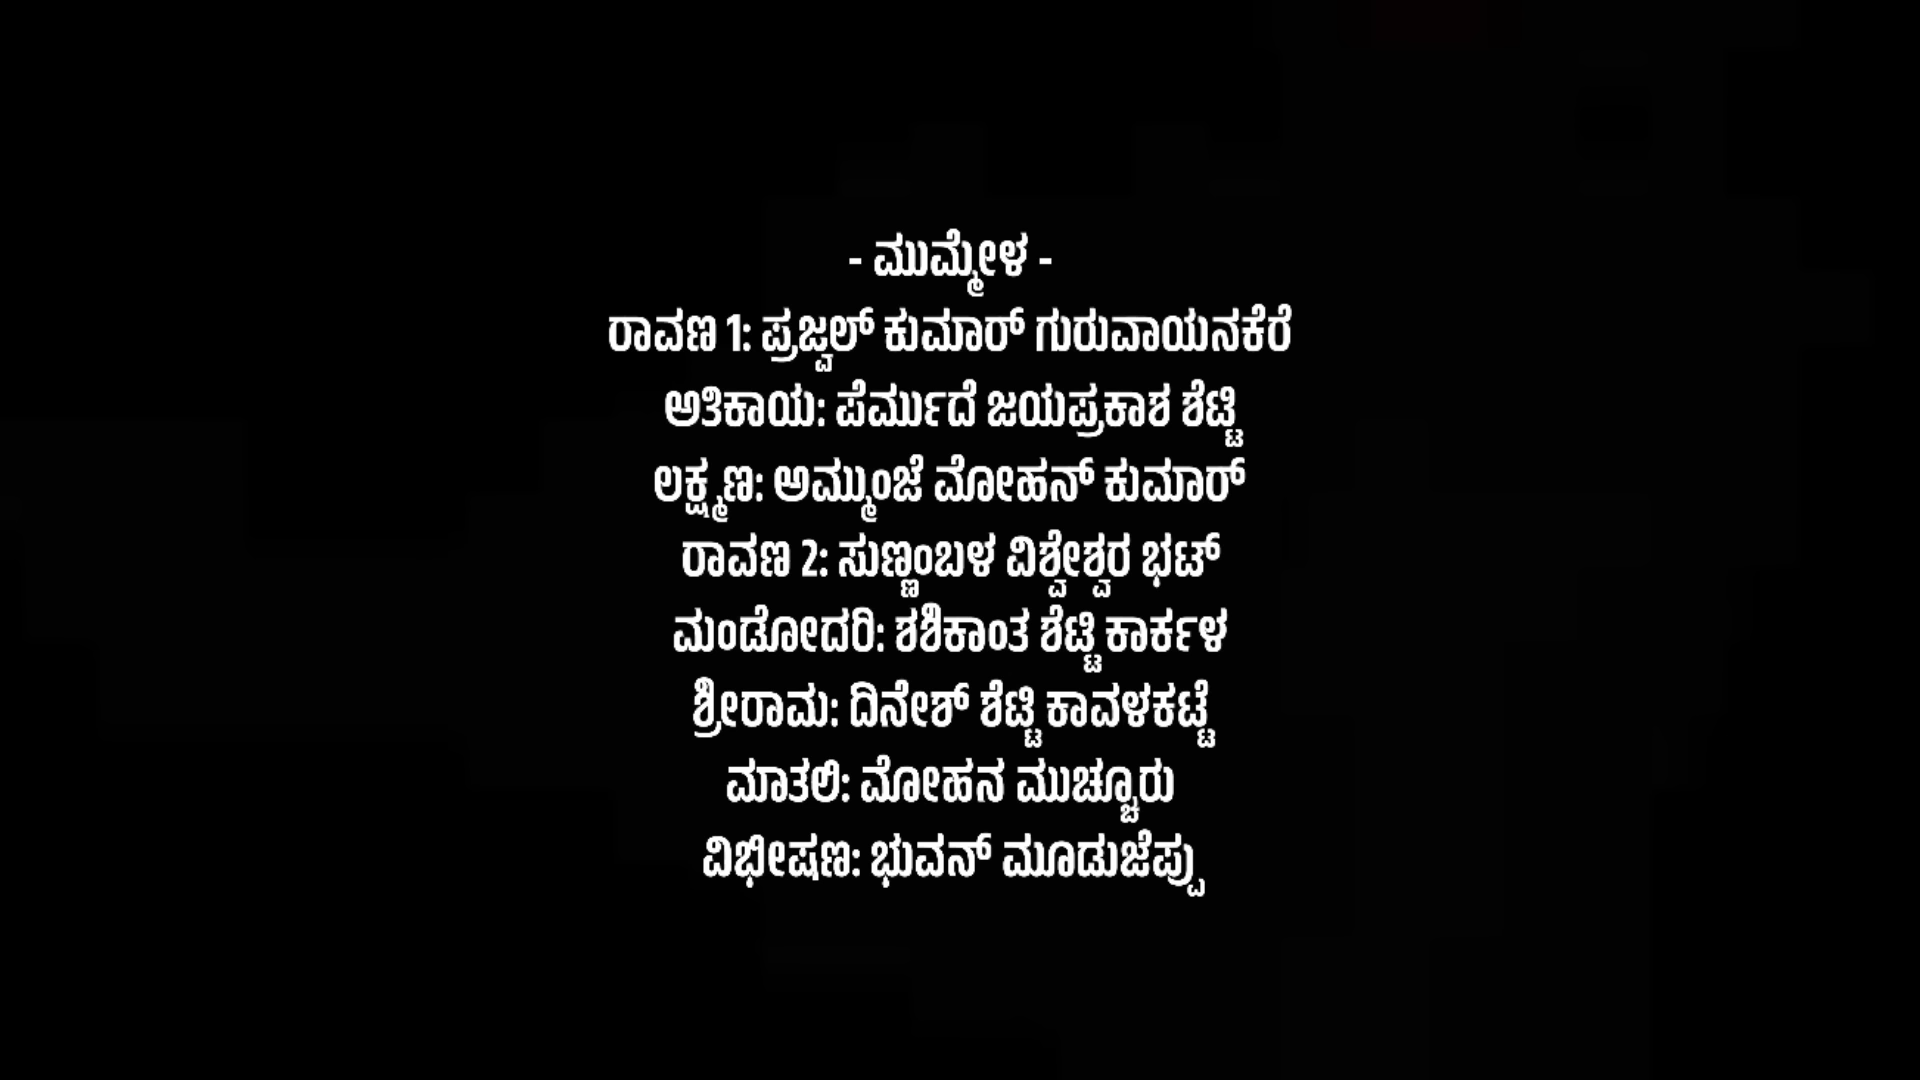 - ಮುಮ್ಮೇಳ -
ರಾವಣ 1: ಪ್ರಜ್ವಲ್ ಕುಮಾರ್ ಗುರುವಾಯನಕೆರೆ
ಅತಿಕಾಯ: ಪೆರ್ಮುದೆ ಜಯಪ್ರಕಾಶ ಶೆಟ್ಟಿ
ಲಕ್ಷ್ಮಣ: ಅಮ್ಮುಂಜೆ ಮೋಹನ್ ಕುಮಾರ್
ರಾವಣ 2: ಸುಣ್ಣಂಬಳ ವಿಶ್ವೇಶ್ವರ ಭಟ್
ಮಂಡೋದರಿ: ಶಶಿಕಾಂತ ಶೆಟ್ಟಿ ಕಾರ್ಕಳ
ಶ್ರೀರಾಮ: ದಿನೇಶ್ ಶೆಟ್ಟಿ ಕಾವಳಕಟ್ಟೆ
ಮಾತಲಿ: ಮೋಹನ ಮುಚ್ಚೂರು
ವಿಭೀಷಣ: ಭುವನ್ ಮೂಡುಜೆಪ್ಪು